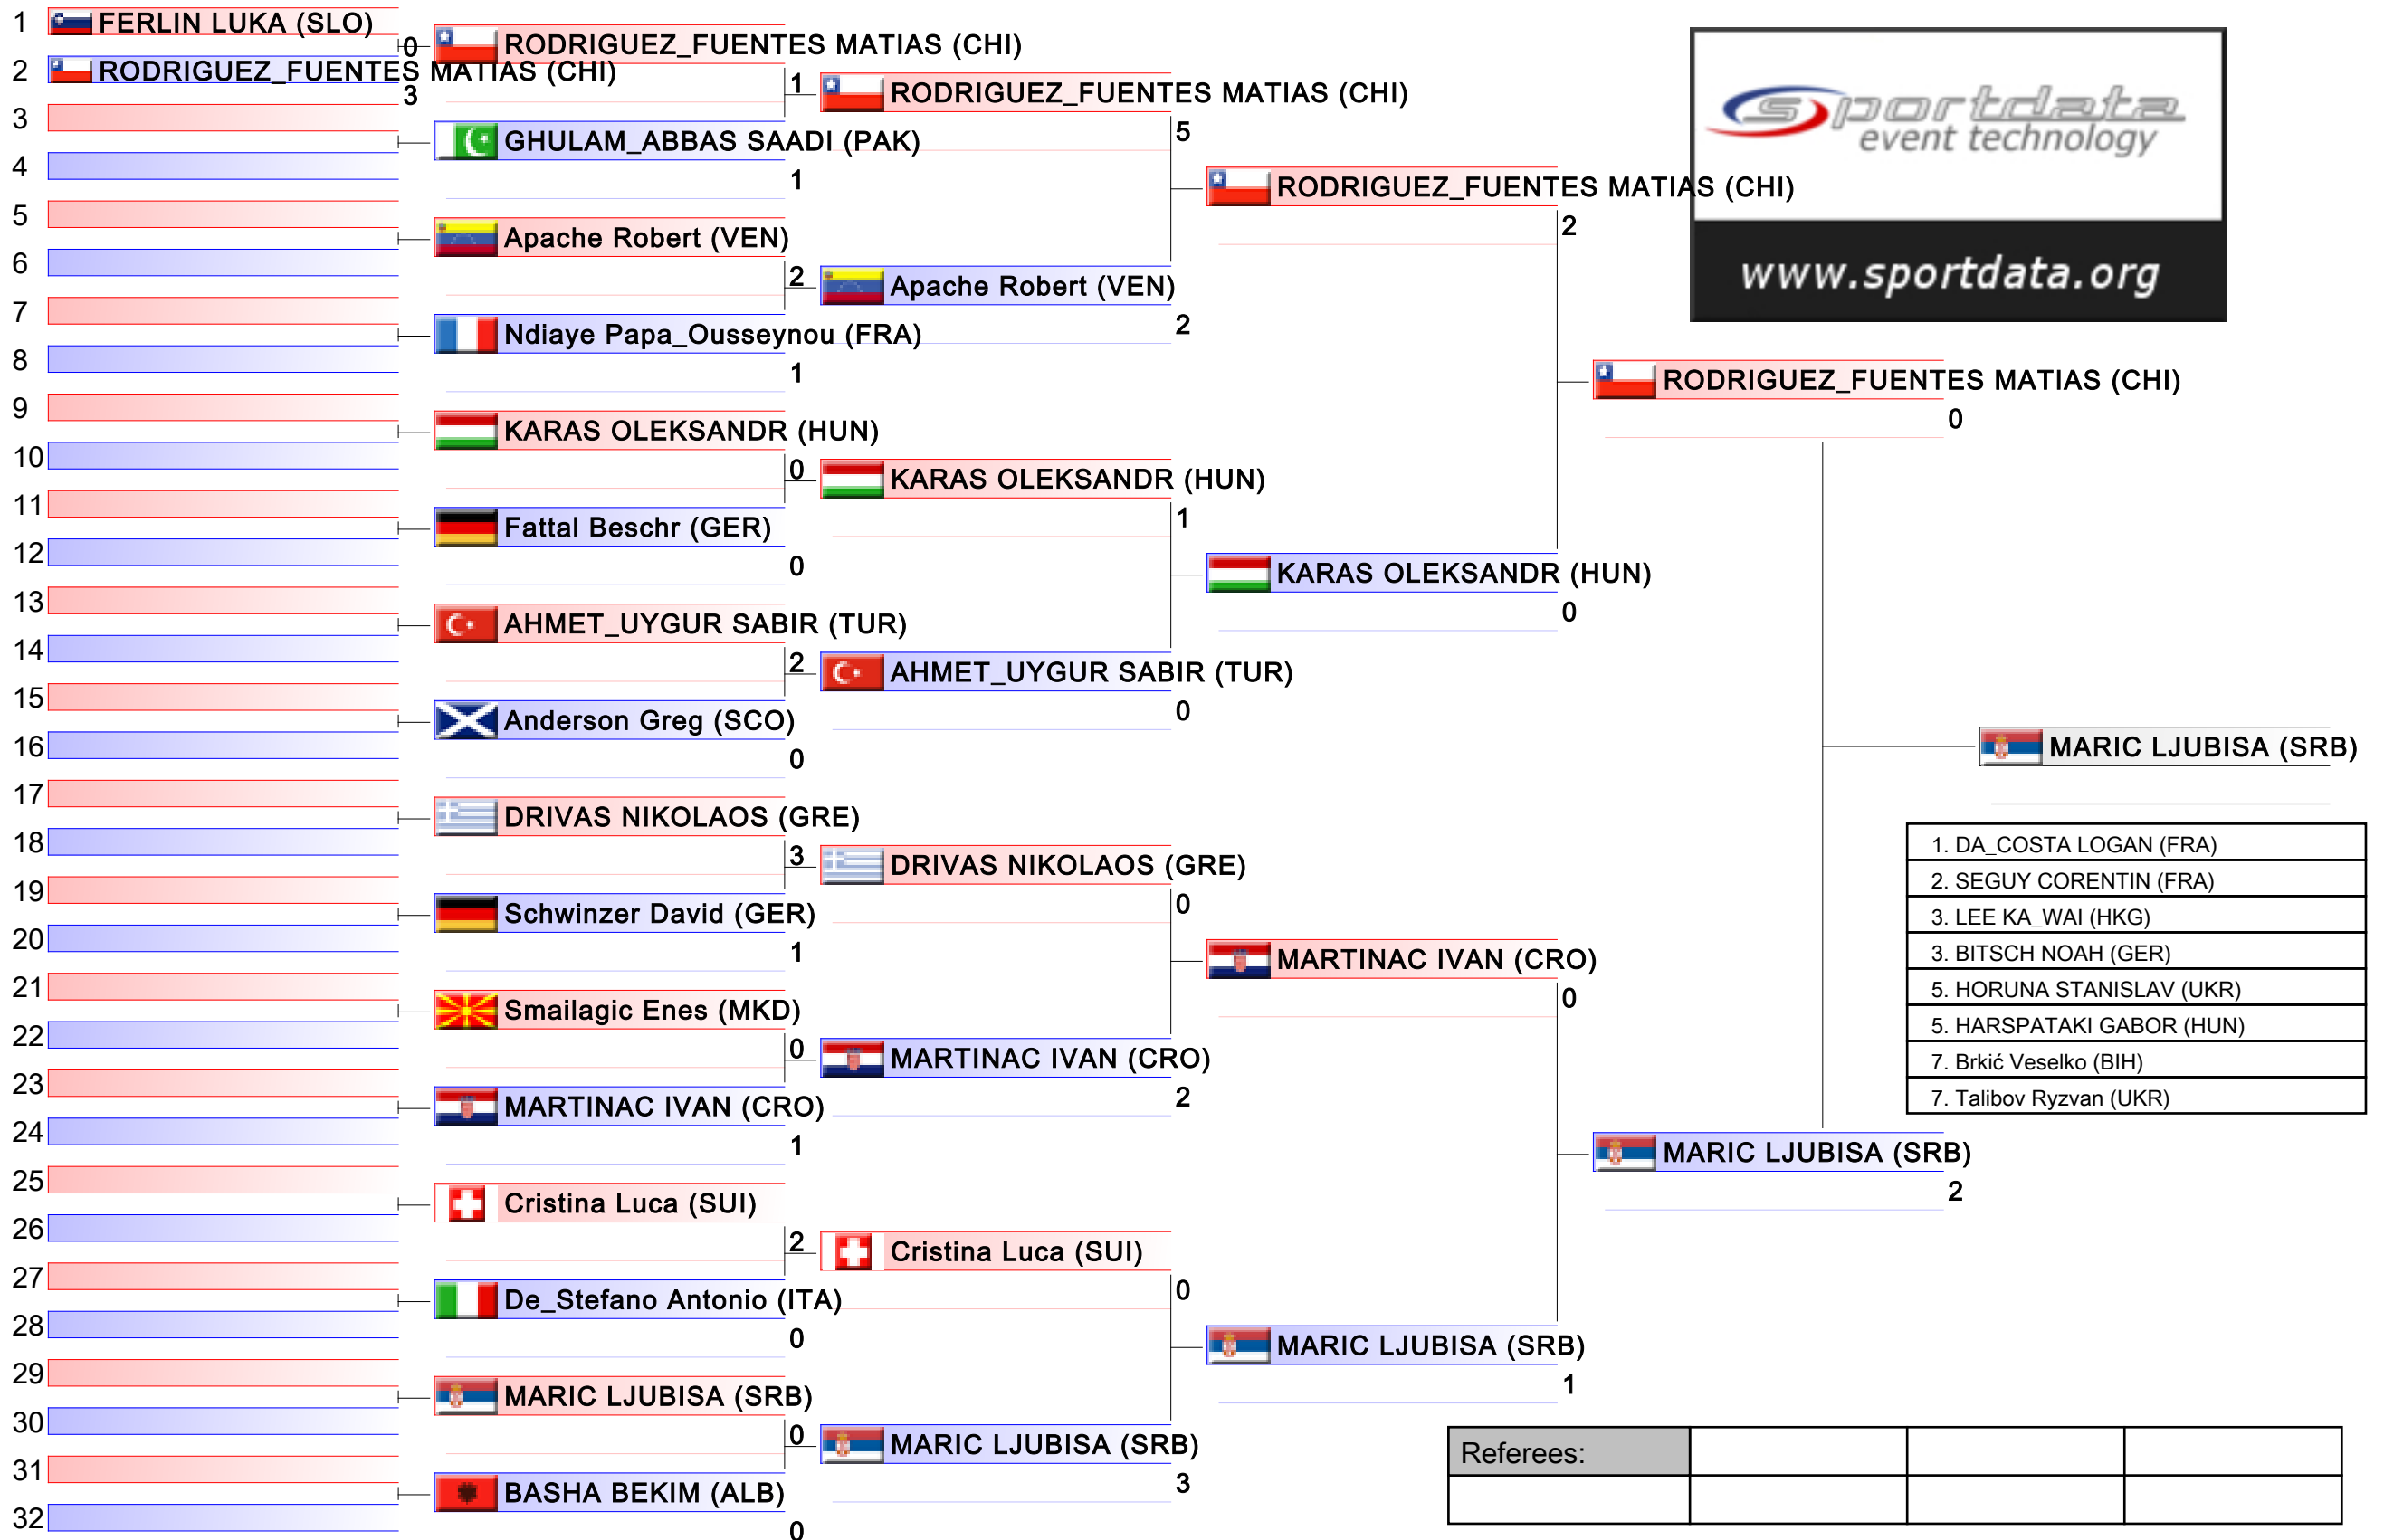 1 FERLIN LUKA (SLO)
0
2 RODRIGUEZ_FUENTES MATIAS (CHI)
3
3
4
5
6
7
8
9
10
11
12
13
14
15
16
17
18
19
20
21
22
23
24
25
26
27
28
29
30
31
32
RODRIGUEZ_FUENTES MATIAS (CHI)
1
GHULAM_ABBAS SAADI (PAK)
1
Apache Robert (VEN)
2
Ndiaye Papa_Ousseynou (FRA)
1
KARAS OLEKSANDR (HUN)
0
Fattal Beschr (GER)
0
AHMET_UYGUR SABIR (TUR)
2
Anderson Greg (SCO)
0
DRIVAS NIKOLAOS (GRE)
3
Schwinzer David (GER)
1
Smailagic Enes (MKD)
0
MARTINAC IVAN (CRO)
1
Cristina Luca (SUI)
2
De_Stefano Antonio (ITA)
0
MARIC LJUBISA (SRB)
0
BASHA BEKIM (ALB)
0
RODRIGUEZ_FUENTES MATIAS (CHI)
5
Apache Robert (VEN)
2
KARAS OLEKSANDR (HUN)
1
AHMET_UYGUR SABIR (TUR)
0
DRIVAS NIKOLAOS (GRE)
0
MARTINAC IVAN (CRO)
2
Cristina Luca (SUI)
0
MARIC LJUBISA (SRB)
3
RODRIGUEZ_FUENTES MATIAS (CHI)
2
KARAS OLEKSANDR (HUN)
0
MARTINAC IVAN (CRO)
0
MARIC LJUBISA (SRB)
1
RODRIGUEZ_FUENTES MATIAS (CHI)
0
MARIC LJUBISA (SRB)
2
MARIC LJUBISA (SRB)
sportdata
event technology
www.sportdata.org
1. DA_COSTA LOGAN (FRA)
2. SEGUY CORENTIN (FRA)
3. LEE KA_WAI (HKG)
3. BITSCH NOAH (GER)
5. HORUNA STANISLAV (UKR)
5. HARSPATAKI GABOR (HUN)
7. Brkić Veselko (BIH)
7. Talibov Ryzvan (UKR)
Referees: